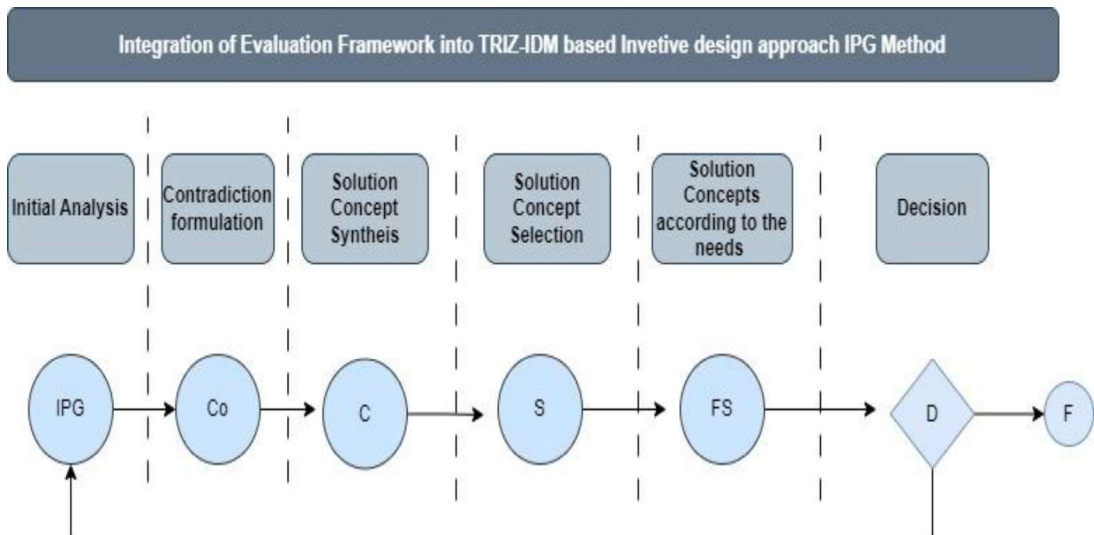 Integration of Evaluation Framework into TRIZ-IDM based Invetive design approach IPG Method
Initial Analysis
Contradiction
formulation
Solution
Concept
Syntheis
Solution
Concept
Selection
Solution
Concepts
according to the
needs
Decision
IPG
Co
C
S
FS
D
F